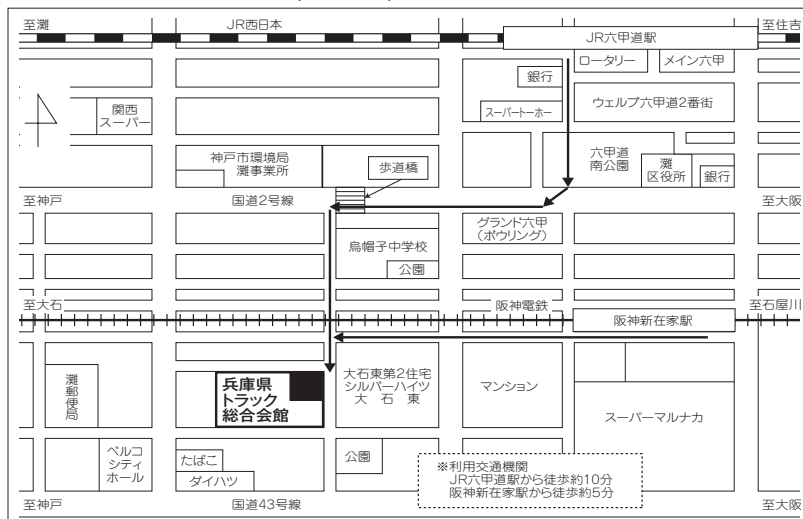 至灘
JR西日本
至住吉
JR六甲道駅
ロータリー
メイン六甲
銀行
関西
スーパー
スーパートーホー
ウェルブ六甲道2番街
神戸市環境局
灘事業所
歩道橋
六甲道
南公園
灘
区役所
銀行
至神戸
国道2号線
至大阪
グランド六甲
(ボウリング)
烏帽子中学校
公園
至大石
阪神電鉄
至石屋川
阪神新在家駅
灘郵便局
兵庫県
トラック
総合会館
大石東第2住宅
シルバーハイツ
大石東
マンション
スーパーマルナカ
ベルコ
シティ
ホール
たばこ
ダイハツ
公園
※利用交通機関
JR六甲道駅から徒歩約10分
阪神新在家駅から徒歩約5分
至神戸
国道43号線
至大阪